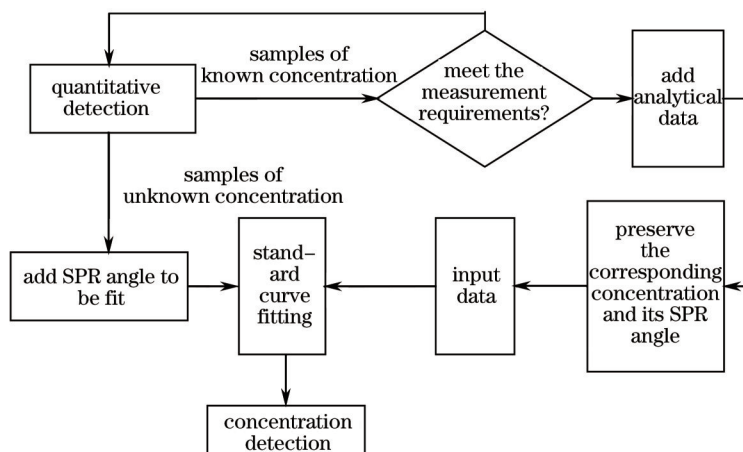 samples of
known concentration
quantitative
detection
meet the
measurement
requirements?
add
analytical
data
samples of
unknown concentration
add SPR angle to
be fit
stand–
ard
curve
fitting
input
data
preserve
the
corresponding
concentration
and its SPR
angle
concentration
detection